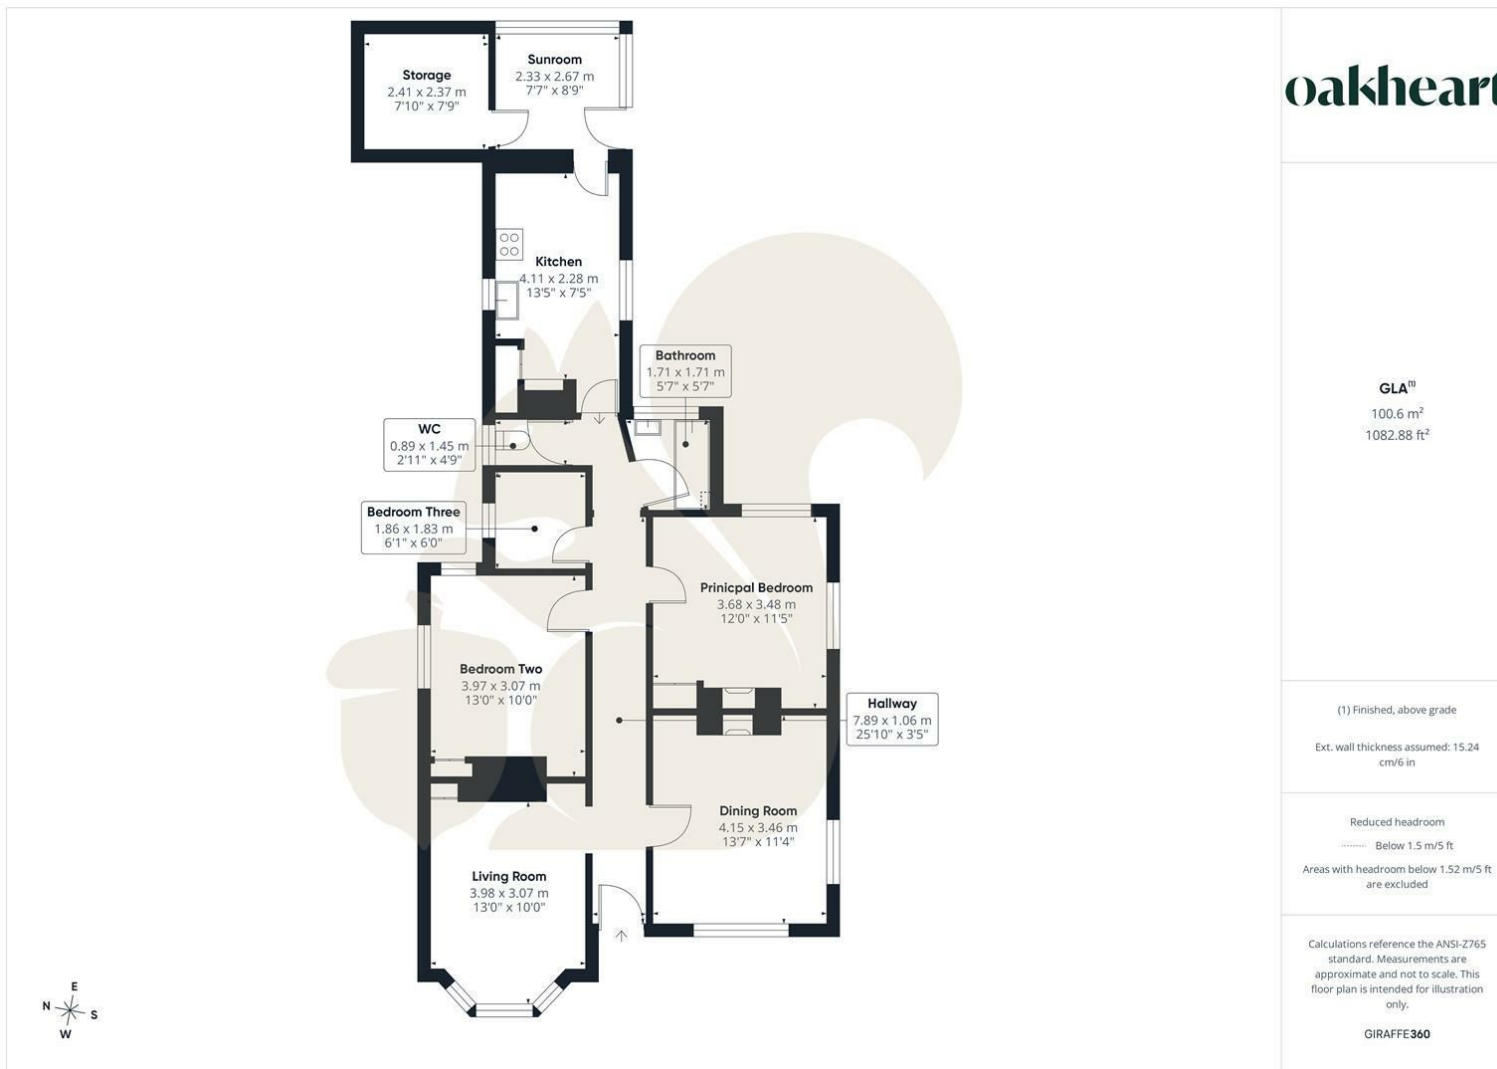 Storage
2.41 x 2.37 m
7'10" x 7'9"
Sunroom
2.33 x 2.67 m
7'7" x 8'9"
Kitchen
4.11 x 2.28 m
13'5" x 7'5"
Bathroom
1.71 x 1.71 m
5'7" x 5'7"
WC
0.89 x 1.45 m
2'11" x 4'9"
Bedroom Three
1.86 x 1.83 m
6'1" x 6'0"
Prinicpal Bedroom
3.68 x 3.48 m
12'0" x 11'5"
Bedroom Two
3.97 x 3.07 m
13'0" x 10'0"
Hallway
7.89 x 1.06 m
25'10" x 3'5"
Dining Room
4.15 x 3.46 m
13'7" x 11'4"
Living Room
3.98 x 3.07 m
13'0" x 10'0"
E
N
S
W
oakheart
GLA⁽¹⁾
100.6 m²
1082.88 ft²
(1) Finished, above grade
Ext. wall thickness assumed: 15.24
cm/6 in
Reduced headroom
Below 1.5 m/5 ft
Areas with headroom below 1.52 m/5 ft
are excluded
Calculations reference the ANSI-Z765
standard. Measurements are
approximate and not to scale. This
floor plan is intended for illustration
only.
GIRAFFE360